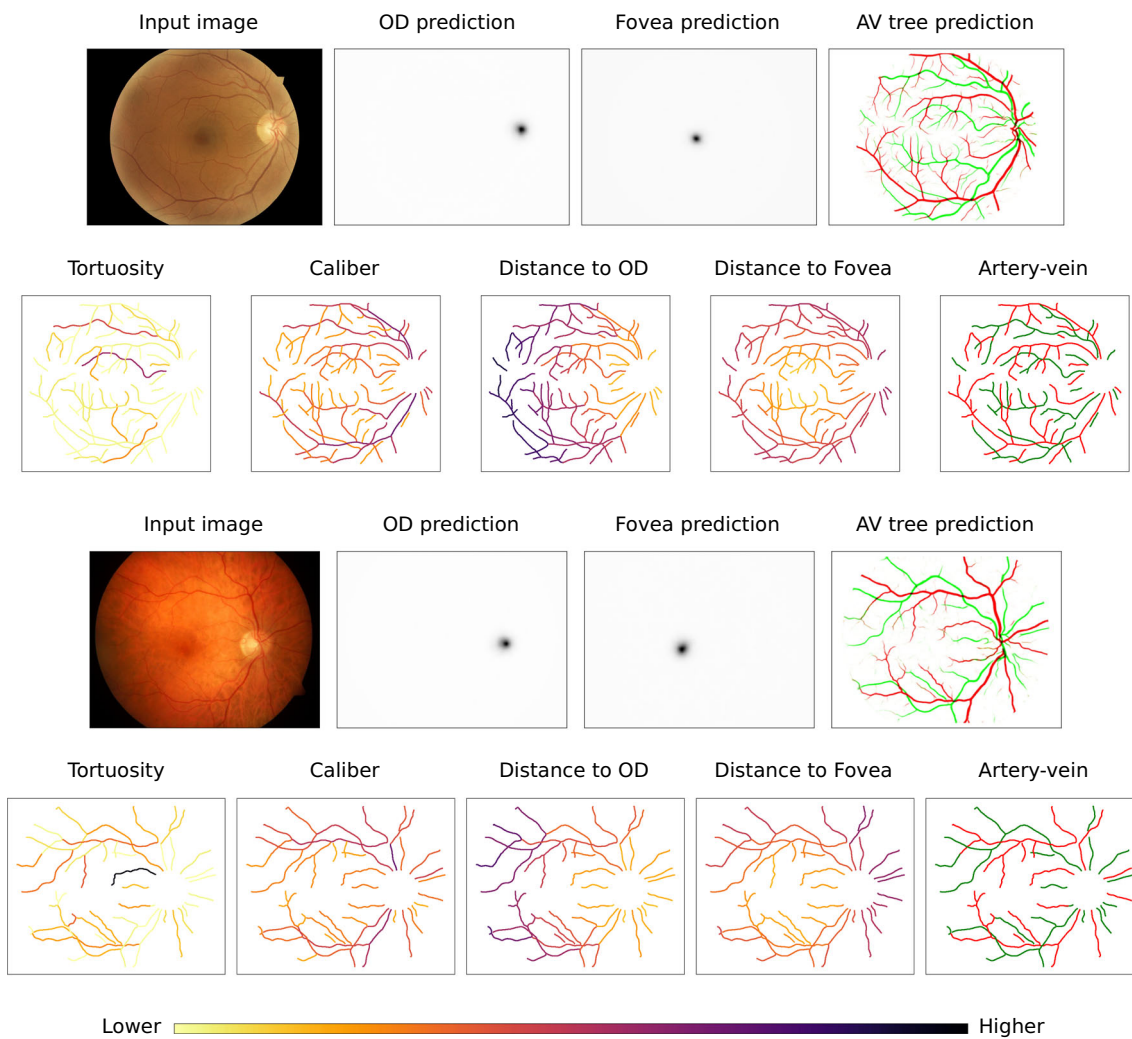 Input image OD prediction Fovea prediction AV tree prediction
Tortuosity Caliber Distance to OD Distance to Fovea Artery-vein
Input image OD prediction Fovea prediction AV tree prediction
Tortuosity Caliber Distance to OD Distance to Fovea Artery-vein
Lower Higher